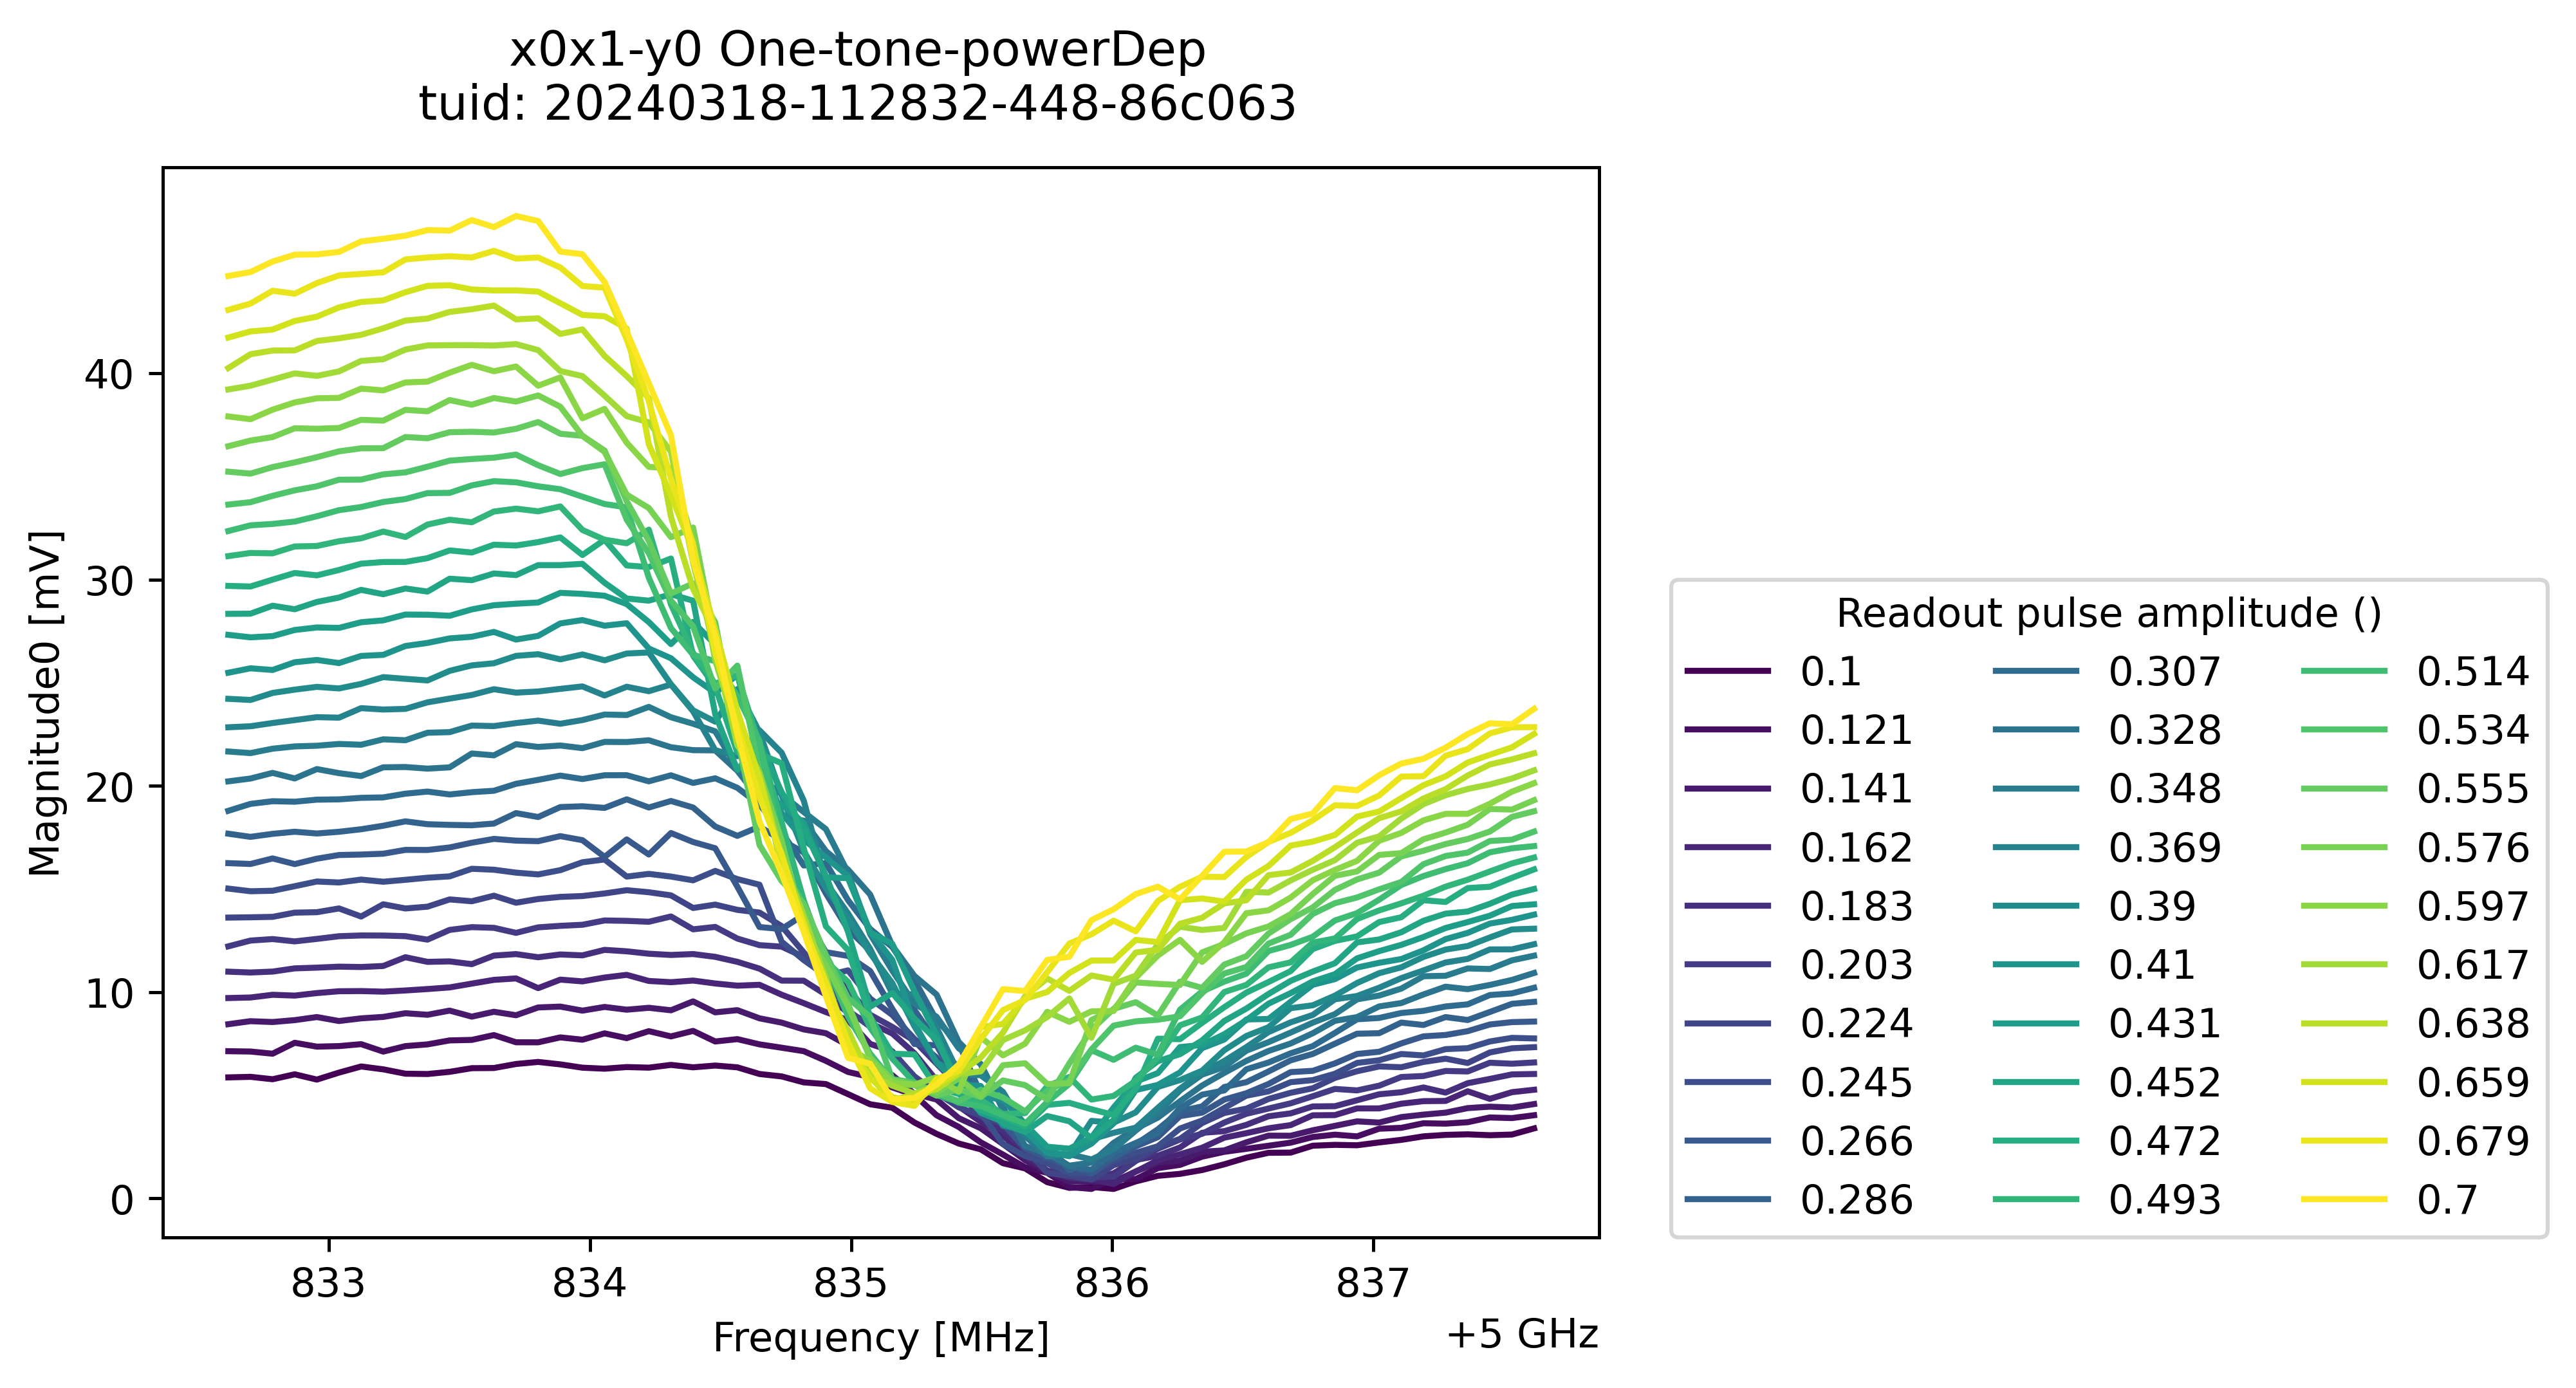 x0x1-y0 One-tone-powerDep
tuid: 20240318-112832-448-86c063
Magnitude0 [mV]
40
30
20
10
0
833 834 835 836 837
Frequency [MHz]
+5 GHz
Readout pulse amplitude ()
0.1 0.307 0.514
0.121 0.328 0.534
0.141 0.348 0.555
0.162 0.369 0.576
0.183 0.39 0.597
0.203 0.41 0.617
0.224 0.431 0.638
0.245 0.452 0.659
0.266 0.472 0.679
0.286 0.493 0.7